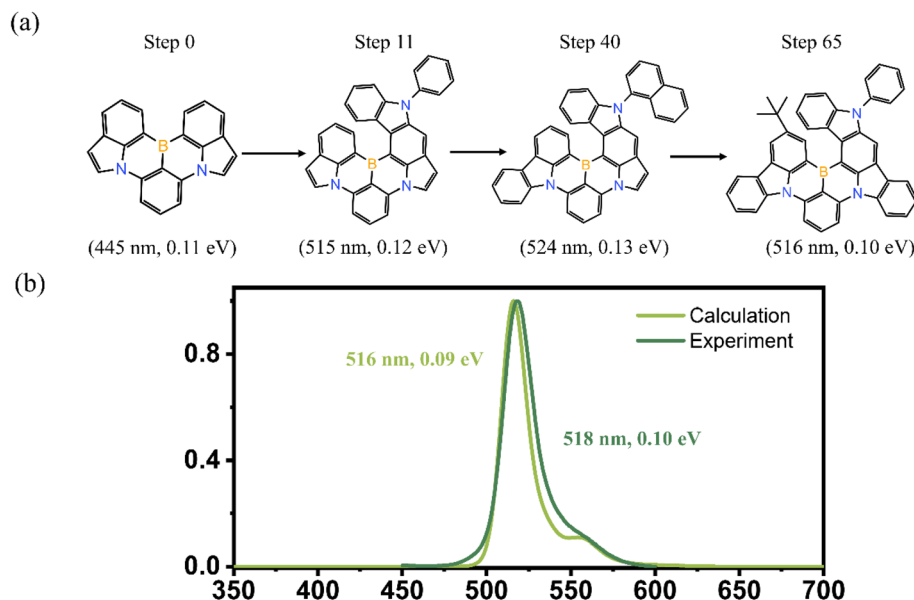 (a)
Step 0
Step 11
Step 40
Step 65
B
N
N
N
B
N
N
N
B
N
N
N
B
N
N
(445 nm, 0.11 eV)
(515 nm, 0.12 eV)
(524 nm, 0.13 eV)
(516 nm, 0.10 eV)
(b)
Calculation
Experiment
516 nm, 0.09 eV
518 nm, 0.10 eV
0.8
0.4
0.0
350 400 450 500 550 600 650 700